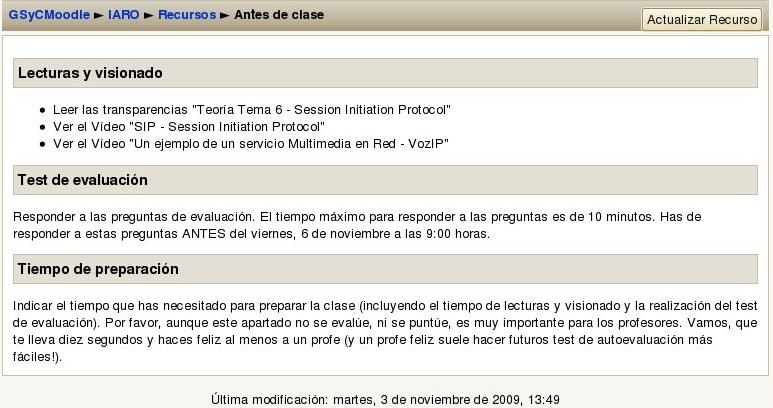 GSyCMoodle ► IARO ► Recursos ► Antes de clase
Actualizar Recurso
Lecturas y visionado
• Leer las transparencias "Teoría Tema 6 - Session Initiation Protocol"
• Ver el Vídeo "SIP - Session Initiation Protocol"
• Ver el Vídeo "Un ejemplo de un servicio Multimedia en Red - VozIP"
Test de evaluación
Responder a las preguntas de evaluación. El tiempo máximo para responder a las preguntas es de 10 minutos. Has de
responder a estas preguntas ANTES del viernes, 6 de noviembre a las 9:00 horas.
Tiempo de preparación
Indicar el tiempo que has necesitado para preparar la clase (incluyendo el tiempo de lecturas y visionado y la realización del test
de evaluación). Por favor, aunque este apartado no se evalúe, ni se puntúe, es muy importante para los profesores. Vamos, que
te lleva diez segundos y haces feliz al menos a un profe (y un profe feliz suele hacer futuros test de autoevaluación más
fáciles!).
Última modificación: martes, 3 de noviembre de 2009, 13:49